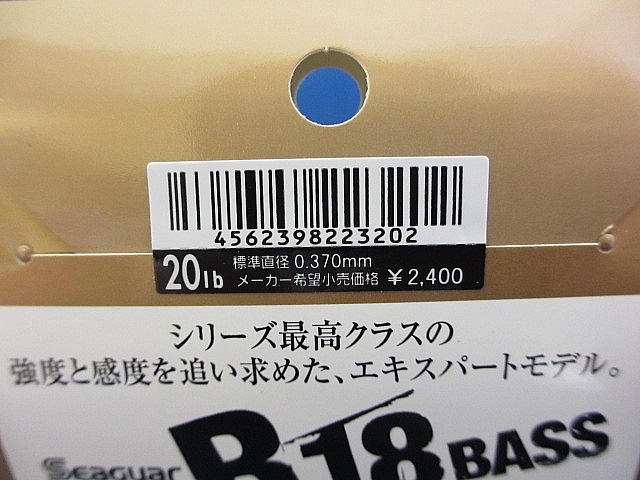 4562398223202
20lb
標準直径 0.370mm
メーカー希望小売価格 ￥2,400
シリーズ最高クラスの
強度と感度を追い求めた、エキスパートモデル。
Seaguar R18 BASS